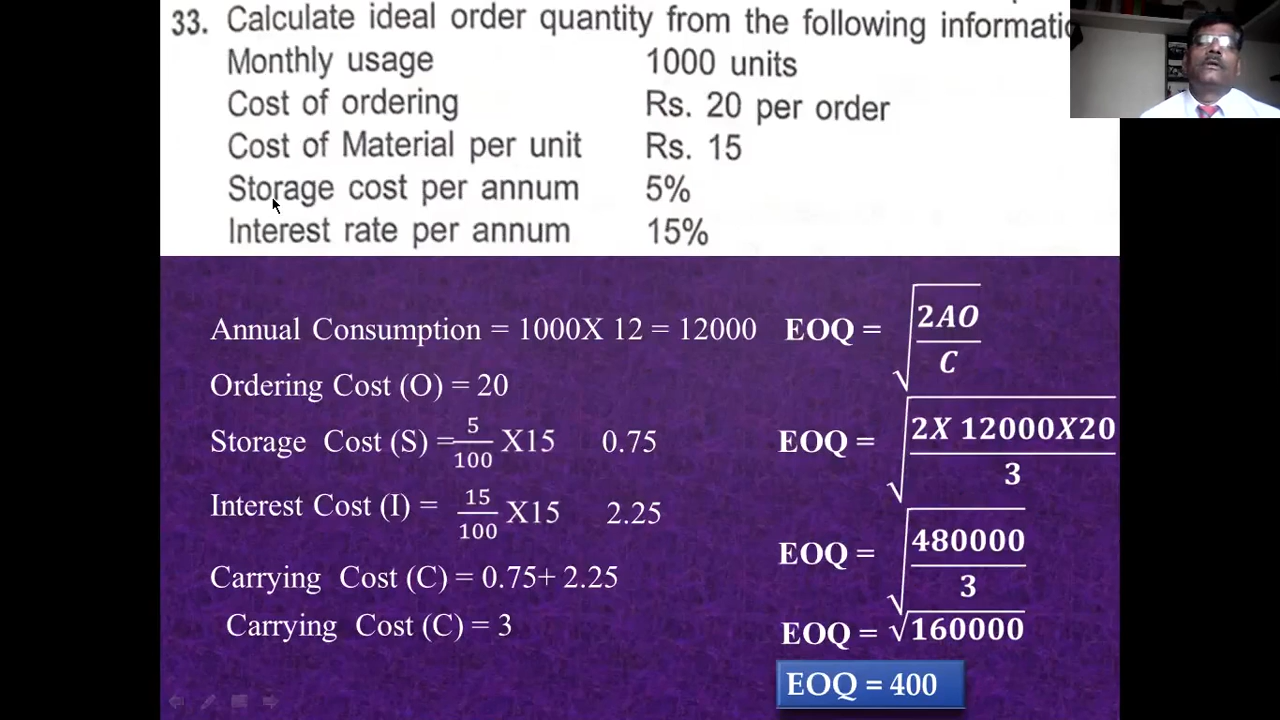 33. Calculate ideal order quantity from the following informatio
Monthly usage 1000 units
Cost of ordering Rs. 20 per order
Cost of Material per unit Rs. 15
Storage cost per annum 5%
Interest rate per annum 15%
Annual Consumption = 1000X 12 = 12000
Ordering Cost (O) = 20
Storage Cost (S) = 5/100 X15 0.75
Interest Cost (I) = 15/100 X15 2.25
Carrying Cost (C) = 0.75+ 2.25
Carrying Cost (C) = 3
EOQ = √(2AO/C)
EOQ = √(2X 12000X20/3)
EOQ = √(480000/3)
EOQ = √160000
EOQ = 400